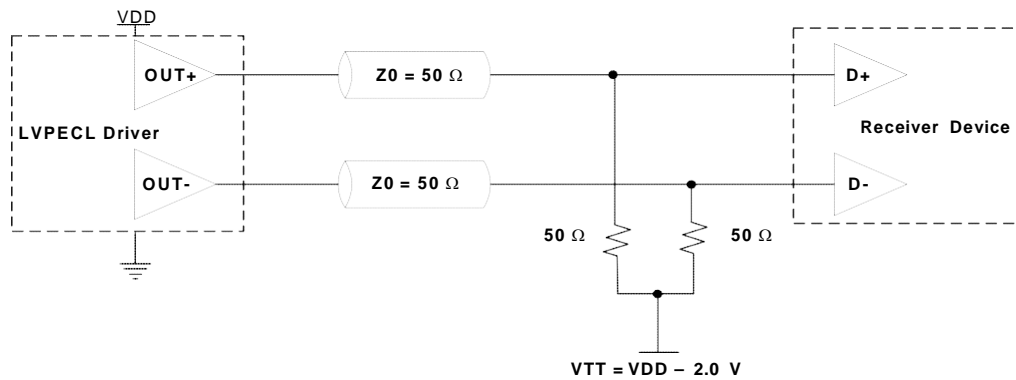 VDD
OUT+
Z0 = 50 Ω
D+
LVPECL Driver
Receiver Device
OUT-
Z0 = 50 Ω
D-
50 Ω
50 Ω
VTT = VDD – 2.0 V